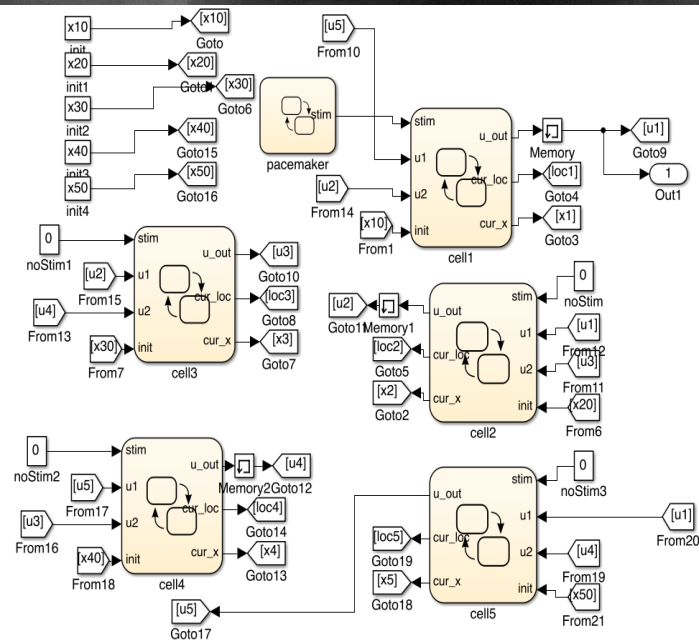 x10
[x10]
init
Goto
x20
[x20]
init1
x30
[x30]
Goto6
init2
x40
[x40]
Goto15
init3
x50
[x50]
Goto16
init4
[u5]
From10
stim
pacemaker
[u2]
From14
[x10]
From1
stim
u1
u2
init
u_out
cur_loc
cur_x
cell1
Memory
[u1]
Goto9
1
Out1
[loc1]
Goto4
[x1]
Goto3
0
noStim1
[u2]
From15
[u4]
From13
[x30]
From7
stim
u1
u2
init
u_out
cur_loc
cur_x
cell3
[u3]
Goto10
[loc3]
Goto8
[x3]
Goto7
[u2]
Goto11
Memory1
[loc2]
Goto5
[x2]
Goto2
u_out
cur_loc
cur_x
stim
u1
u2
init
cell2
0
noStim
[u1]
From12
[u3]
From11
[x20]
From6
0
noStim2
[u5]
From17
[u3]
From16
[x40]
From18
stim
u1
u2
init
u_out
cur_loc
cur_x
cell4
Memory2
[u4]
Goto12
[loc4]
Goto14
[x4]
Goto13
[u5]
Goto17
[loc5]
Goto19
[x5]
Goto18
u_out
cur_loc
cur_x
stim
u1
u2
init
cell5
0
noStim3
[u1]
From20
[u4]
From19
[x50]
From21